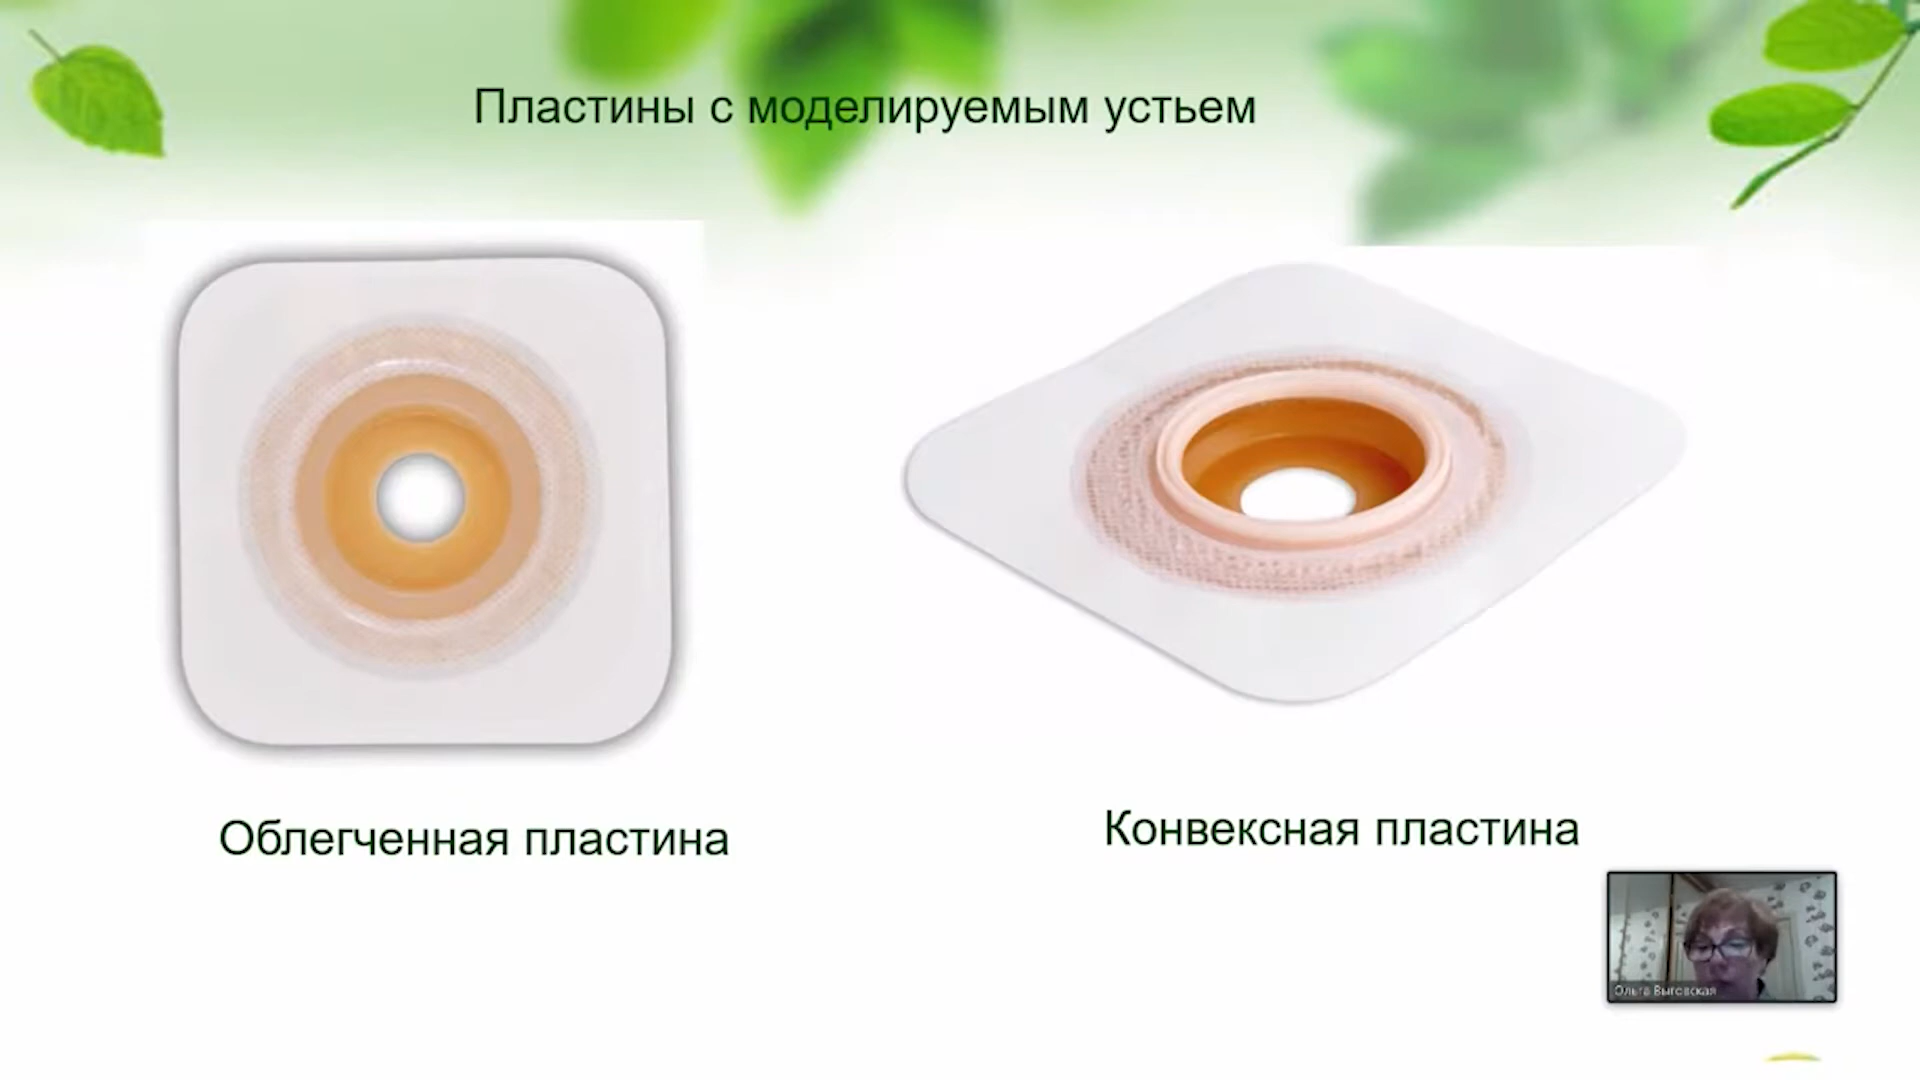 Пластины с моделируемым устьем
Облегченная пластина
Конвексная пластина
Ольга Выговская